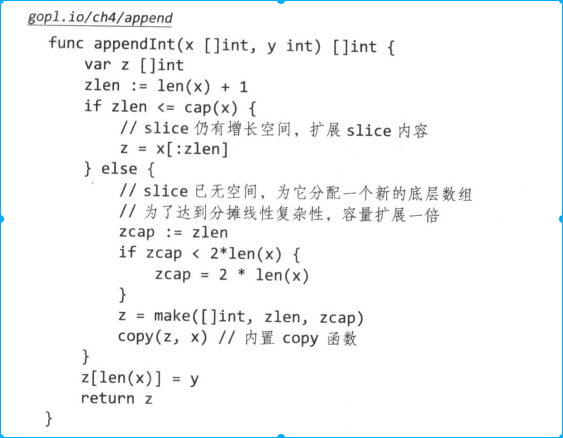 gopl.io/ch4/append
func appendInt(x []int, y int) []int {
    var z []int
    zlen := len(x) + 1
    if zlen <= cap(x) {
        // slice 仍有增长空间，扩展 slice 内容
        z = x[:zlen]
    } else {
        // slice 已无空间，为它分配一个新的底层数组
        // 为了达到分摊线性复杂性，容量扩展一倍
        zcap := zlen
        if zcap < 2*len(x) {
            zcap = 2 * len(x)
        }
        z = make([]int, zlen, zcap)
        copy(z, x) // 内置 copy 函数
    }
    z[len(x)] = y
    return z
}